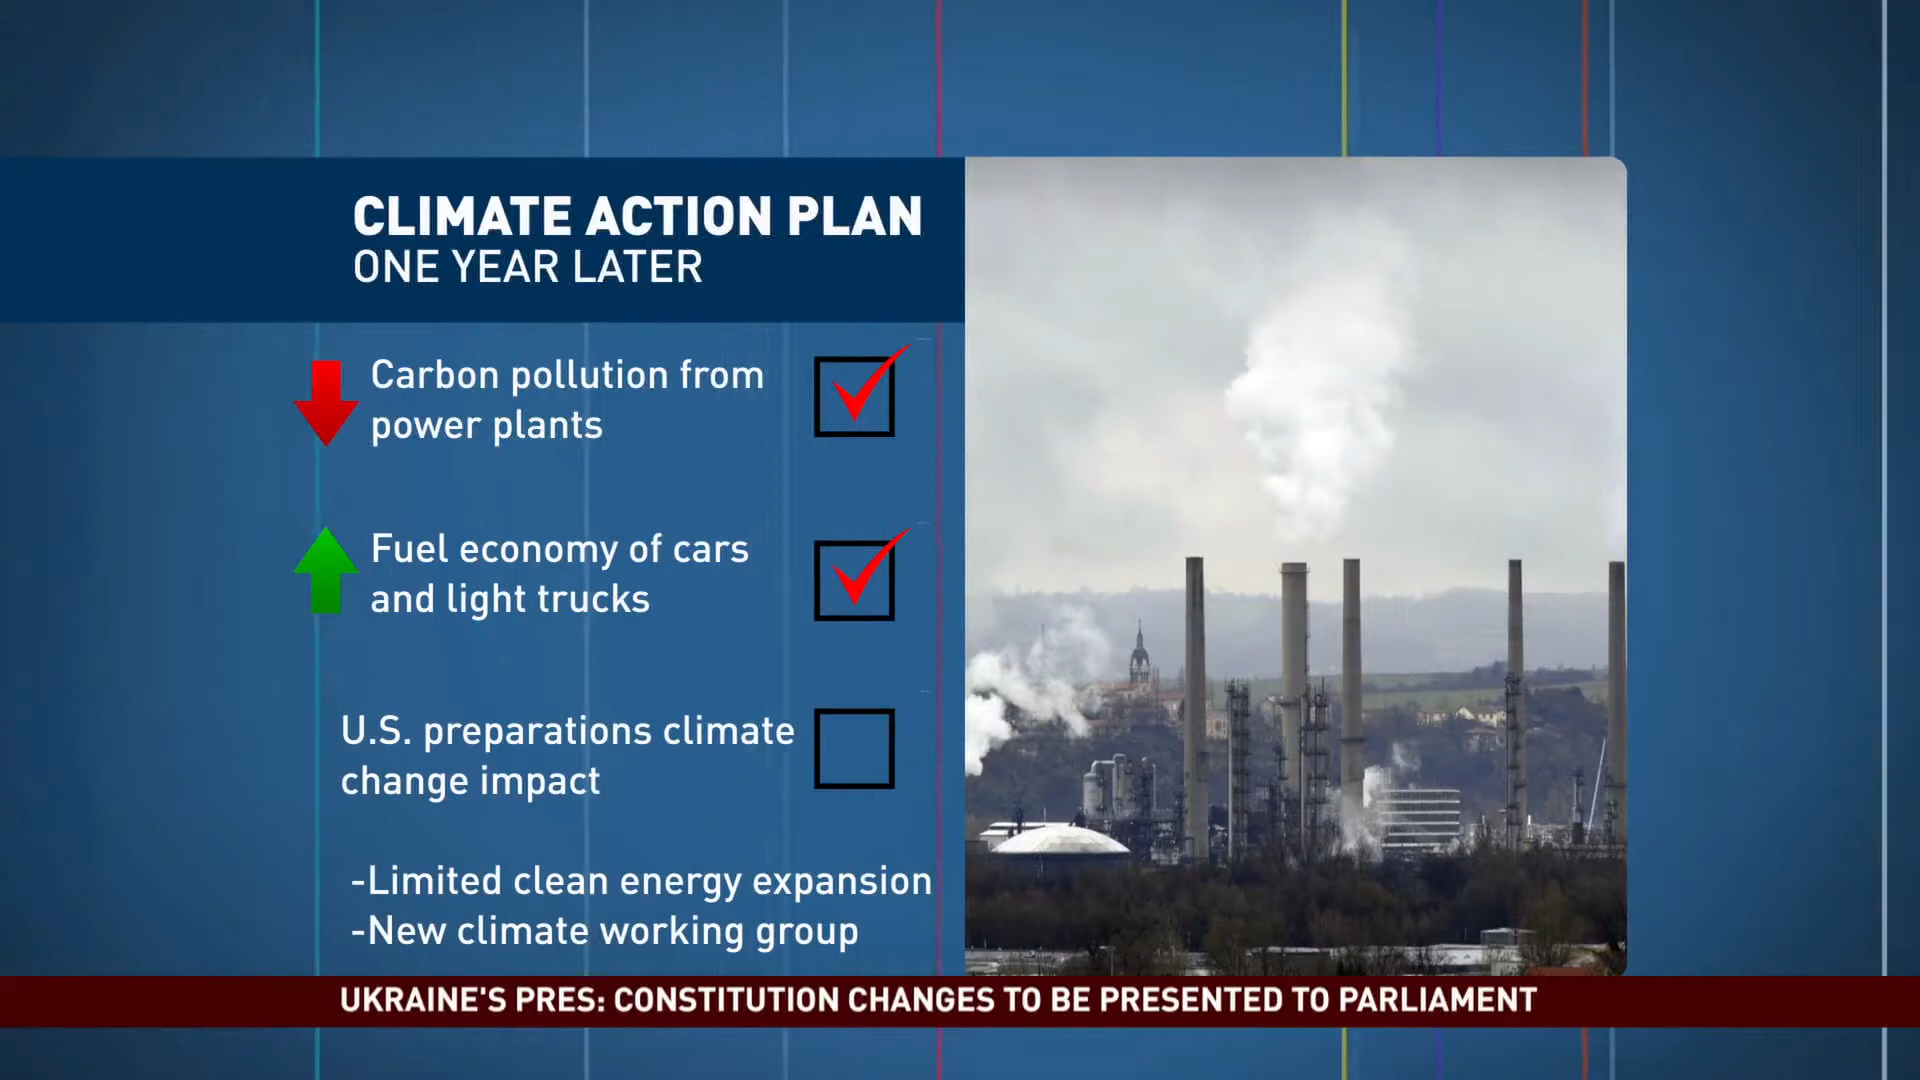 CLIMATE ACTION PLAN
ONE YEAR LATER
Carbon pollution from
power plants
Fuel economy of cars
and light trucks
U.S. preparations climate
change impact
-Limited clean energy expansion
-New climate working group
UKRAINE'S PRES: CONSTITUTION CHANGES TO BE PRESENTED TO PARLIAMENT